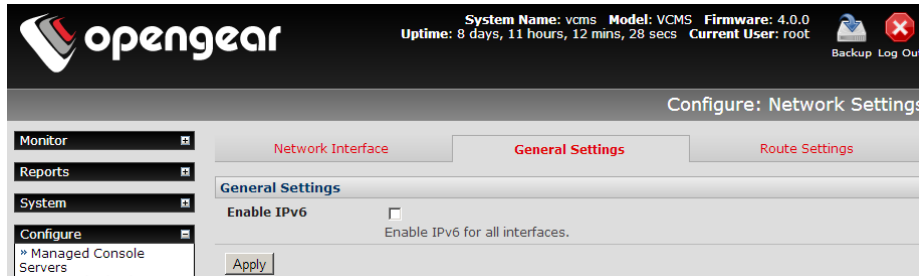 opengear
System Name: vcms Model: VCMS Firmware: 4.0.0
Uptime: 8 days, 11 hours, 12 mins, 28 secs Current User: root
Backup Log Out
Configure: Network Settings
Monitor
Reports
System
Configure
» Managed Console
Servers
Network Interface General Settings Route Settings
General Settings
Enable IPv6
Enable IPv6 for all interfaces.
Apply